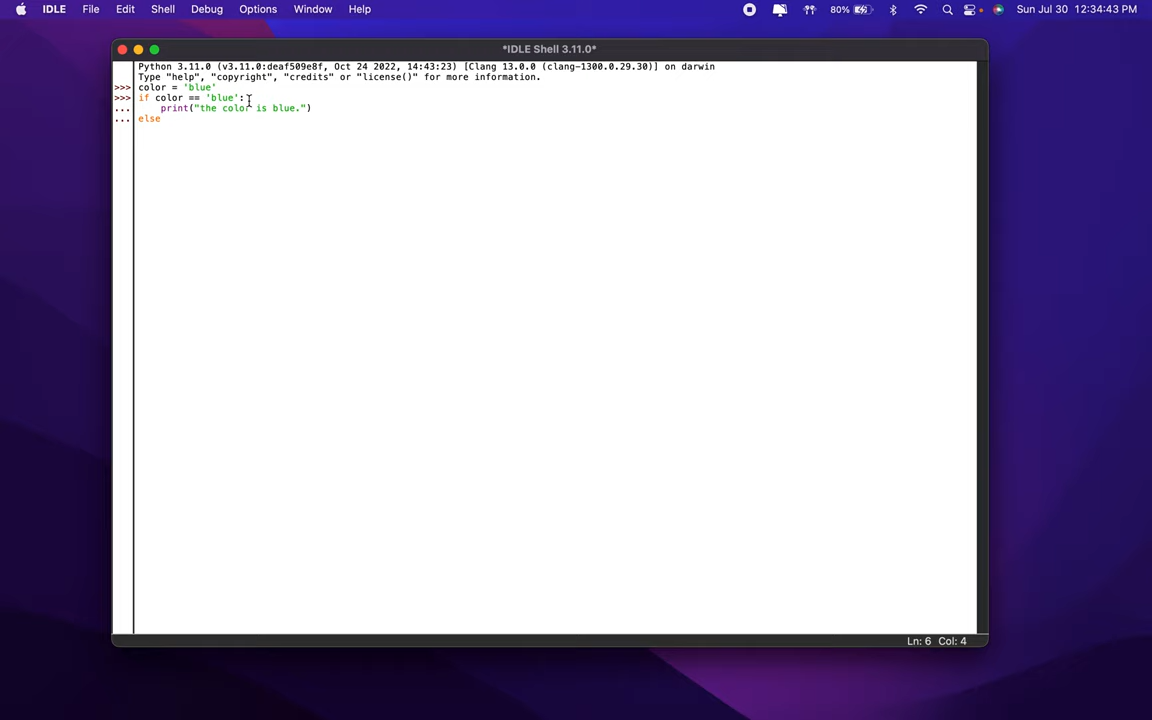 IDLE File Edit Shell Debug Options Window Help 80% Sun Jul 30 12:34:43 PM
*IDLE Shell 3.11.0*
Python 3.11.0 (v3.11.0:deaf509e8f, Oct 24 2022, 14:43:23) [Clang 13.0.0 (clang-1300.0.29.30)] on darwin
Type "help", "copyright", "credits" or "license()" for more information.
>>> color = 'blue'
>>> if color == 'blue':
...     print("the color is blue.")
... else
Ln: 6 Col: 4